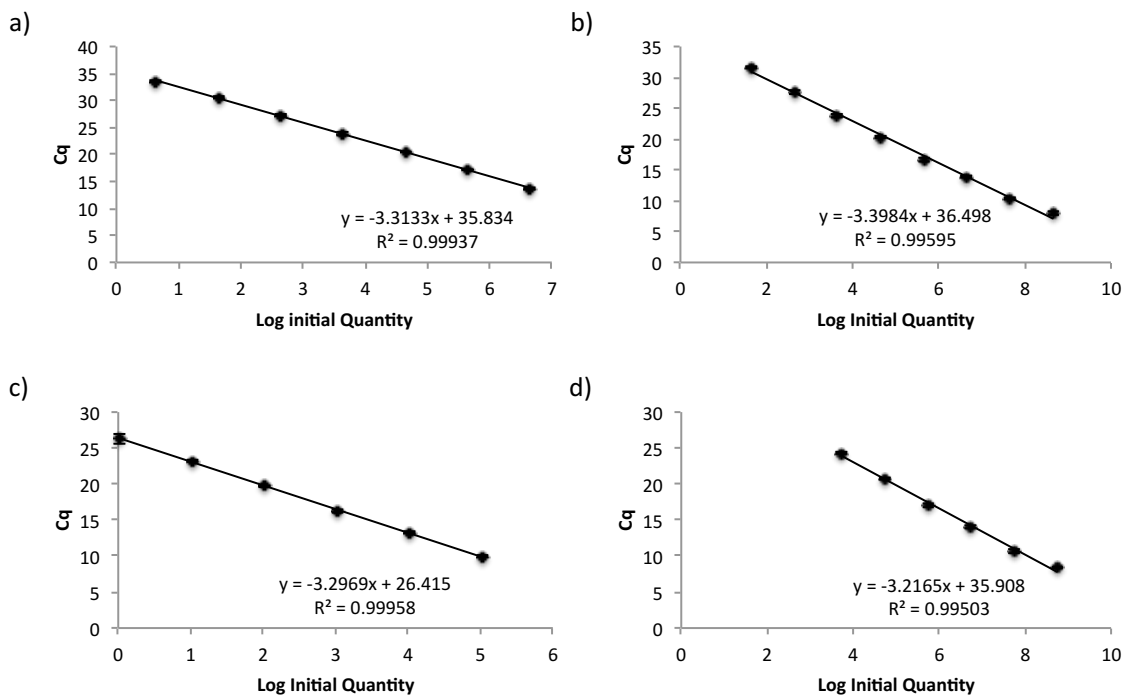 a)
40
35
30
25
20
15
10
5
0
Cq
y = -3.3133x + 35.834
R² = 0.99937
0 1 2 3 4 5 6 7
Log initial Quantity
b)
35
30
25
20
15
10
5
0
Cq
y = -3.3984x + 36.498
R² = 0.99595
0 2 4 6 8 10
Log Initial Quantity
c)
30
25
20
15
10
5
0
Cq
y = -3.2969x + 26.415
R² = 0.99958
0 1 2 3 4 5 6
Log Initial Quantity
d)
30
25
20
15
10
5
0
Cq
y = -3.2165x + 35.908
R² = 0.99503
0 2 4 6 8 10
Log Initial Quantity